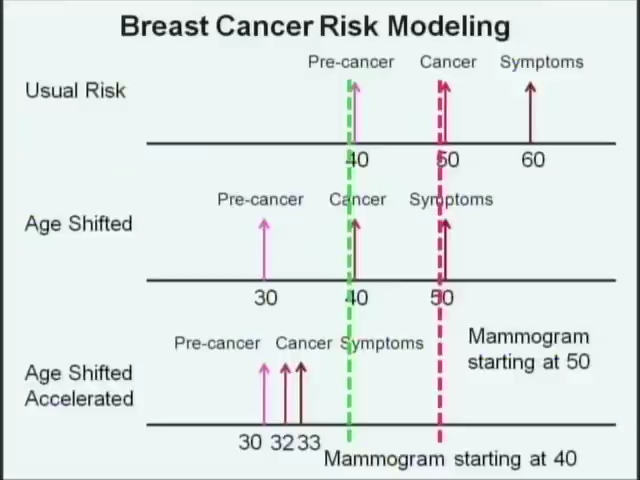 Breast Cancer Risk Modeling
Pre-cancer Cancer Symptoms
Usual Risk
40 50 60
Pre-cancer Cancer Symptoms
Age Shifted
30 40 50
Mammogram
starting at 50
Pre-cancer Cancer Symptoms
Age Shifted
Accelerated
30 32 33
Mammogram starting at 40